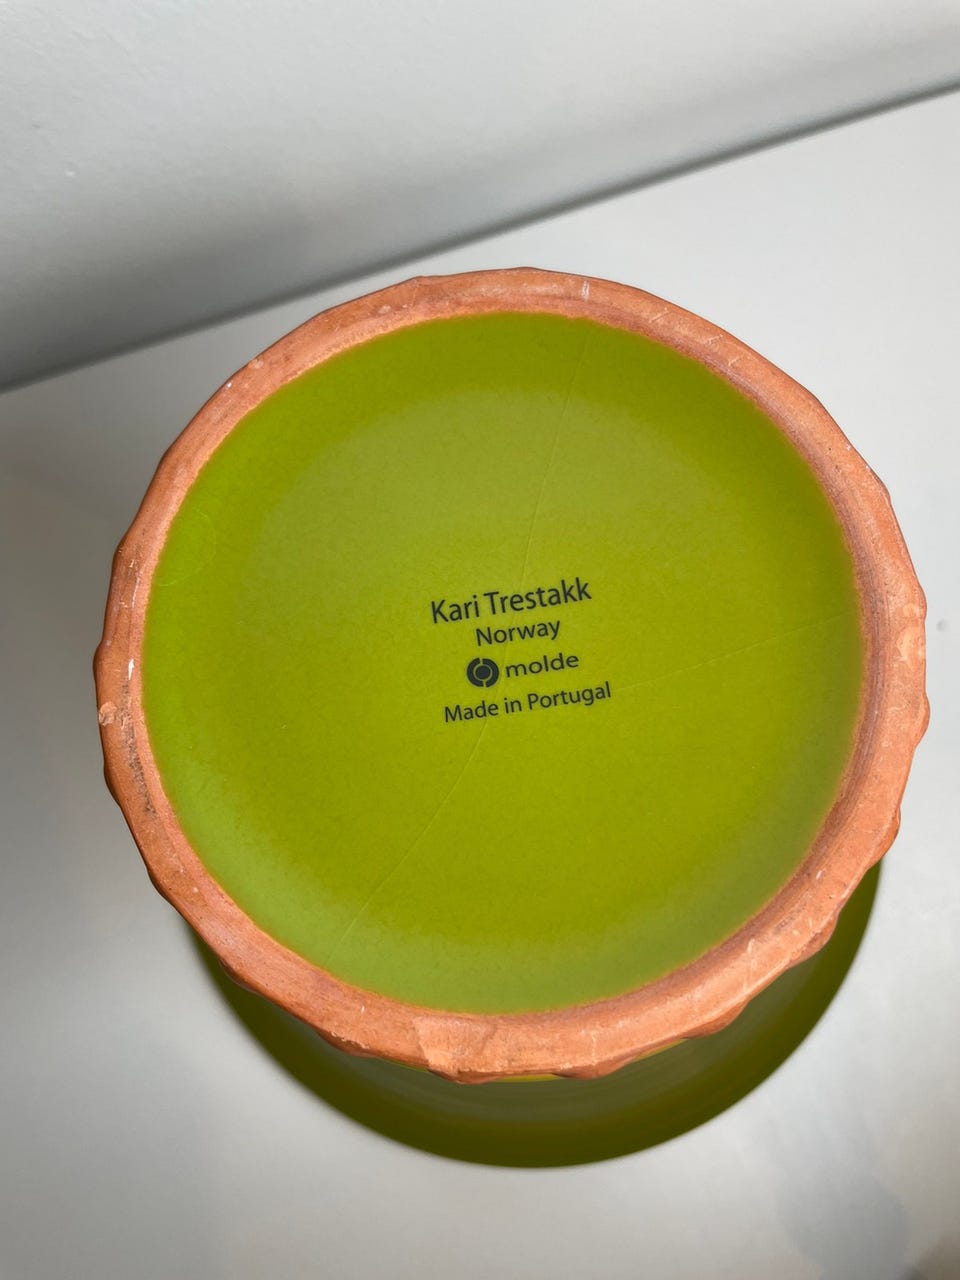 Kari Trestakk
Norway
molde
Made in Portugal